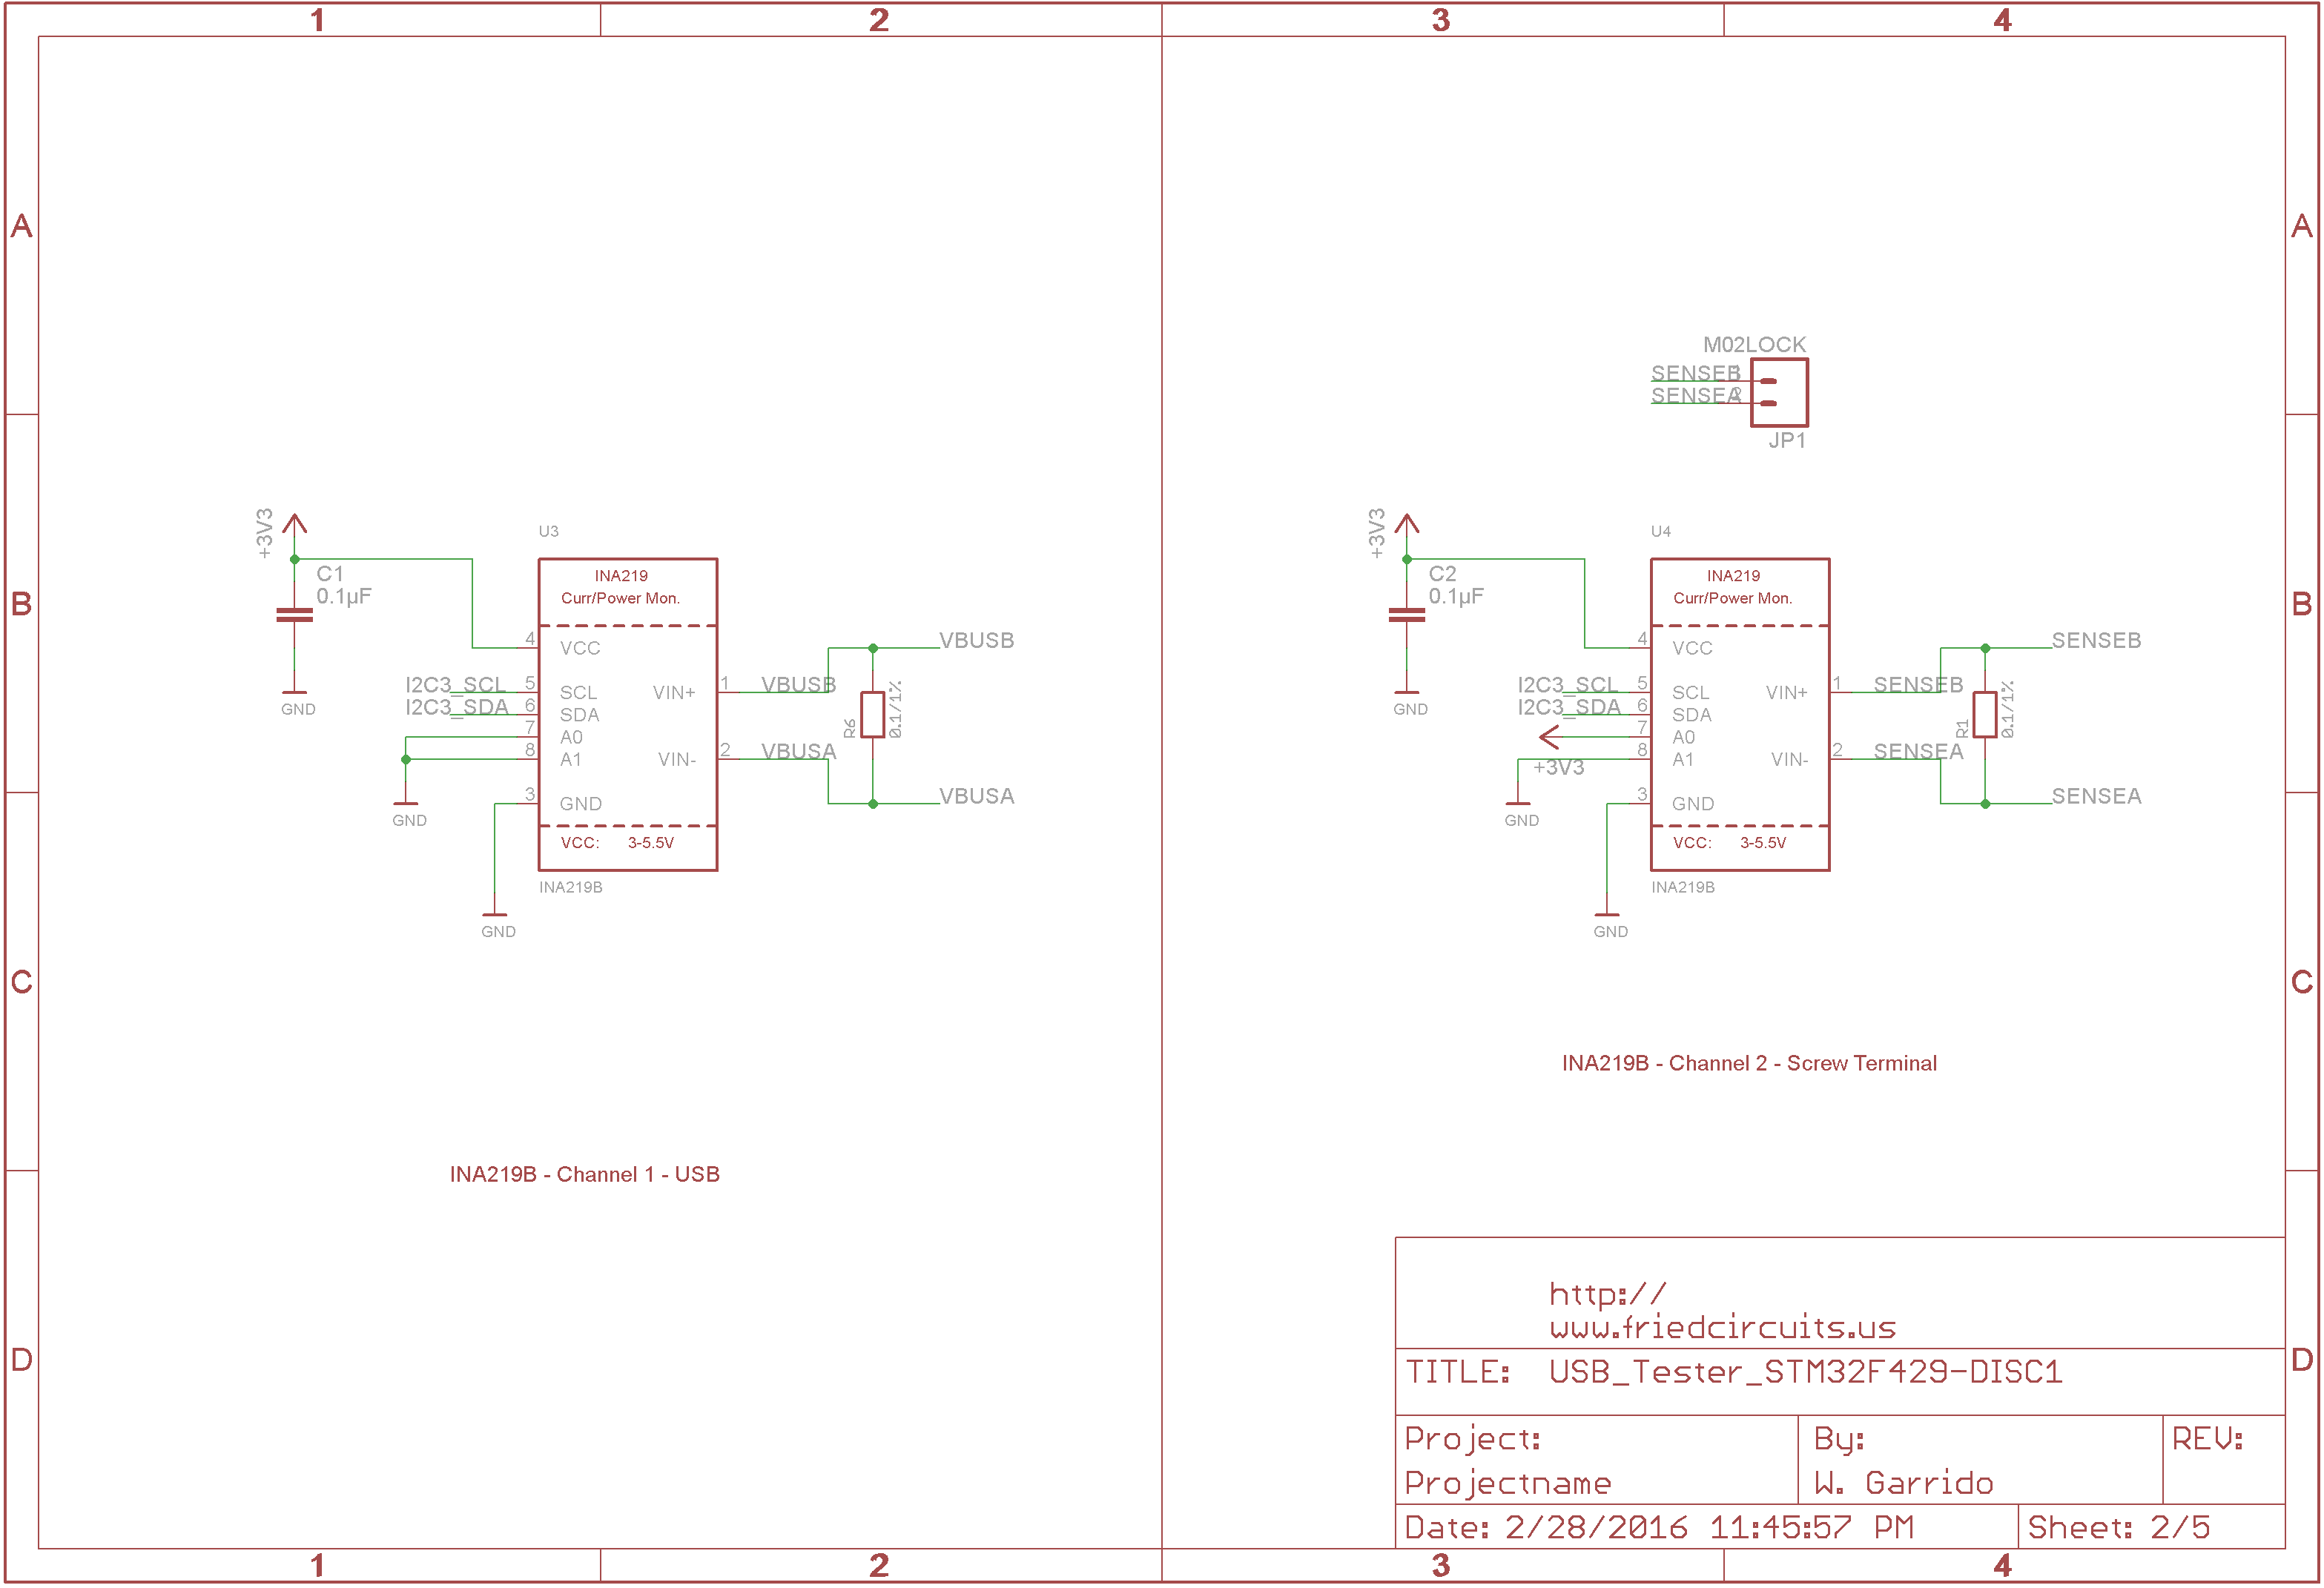 1 2 3 4
A A
M02LOCK
SENSEB 1
SENSEA 2
JP1
+3V3
U3
+3V3
U4
C1
0.1µF
INA219
Curr/Power Mon.
C2
0.1µF
INA219
Curr/Power Mon.
B B
4 VCC
VBUSB
4 VCC
SENSEB
I2C3_SCL 5 SCL VIN+ 1 VBUSB
I2C3_SDA 6 SDA
7 A0
8 A1 VIN- 2 VBUSA
R6
0.1/1%
I2C3_SCL 5 SCL VIN+ 1 SENSEB
I2C3_SDA 6 SDA
7 A0
+3V3
8 A1 VIN- 2 SENSEA
R1
0.1/1%
GND
GND
3 GND
VBUSA
3 GND
SENSEA
GND
GND
VCC: 3-5.5V
VCC: 3-5.5V
INA219B
INA219B
GND
GND
C C
INA219B - Channel 2 - Screw Terminal
INA219B - Channel 1 - USB
http://
www.friedcircuits.us
D D
TITLE: USB_Tester_STM32F429-DISC1
Project:
Projectname
By:
W. Garrido
REV:
Date: 2/28/2016 11:45:57 PM
Sheet: 2/5
1 2 3 4